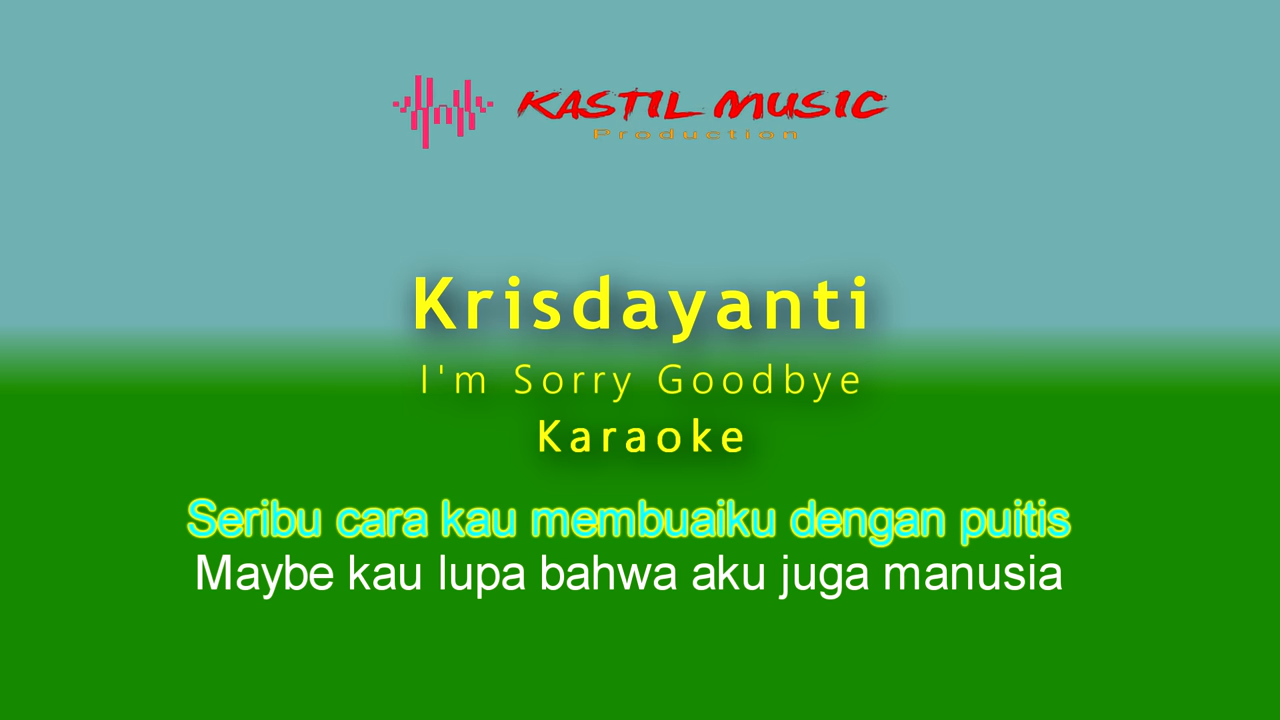 KASTIL MUSIC
Production
Krisdayanti
I'm Sorry Goodbye
Karaoke
Seribu cara kau membuaiku dengan puitis
Maybe kau lupa bahwa aku juga manusia